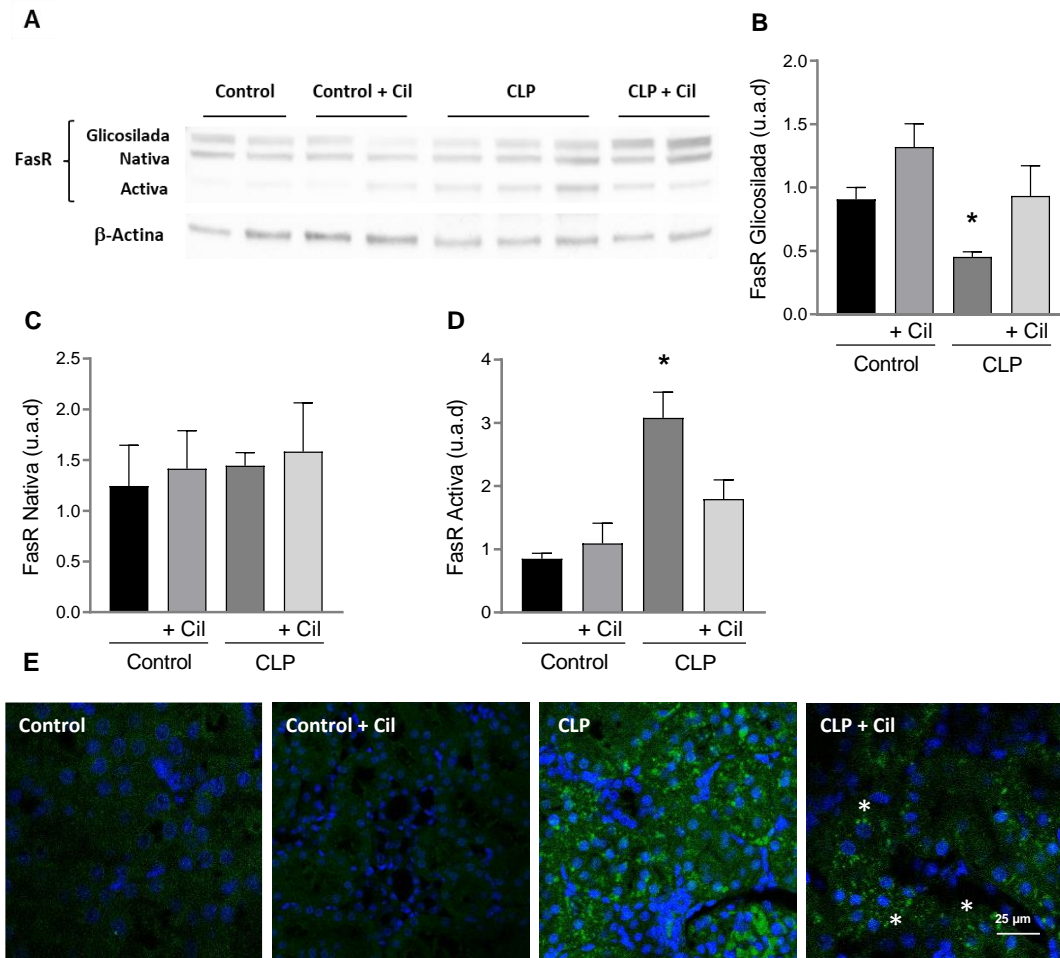 A
Control Control + Cil CLP CLP + Cil
FasR
Glicosilada
Nativa
Activa
β-Actina
B
FasR Glicosilada (u.a.d)
2.0
1.5
1.0
0.5
0.0
*
+ Cil + Cil
Control CLP
C
FasR Nativa (u.a.d)
2.5
2.0
1.5
1.0
0.5
0.0
+ Cil + Cil
Control CLP
D
FasR Activa (u.a.d)
4
3
2
1
0
*
+ Cil + Cil
Control CLP
E
Control Control + Cil CLP CLP + Cil
*
*
*
25 µm